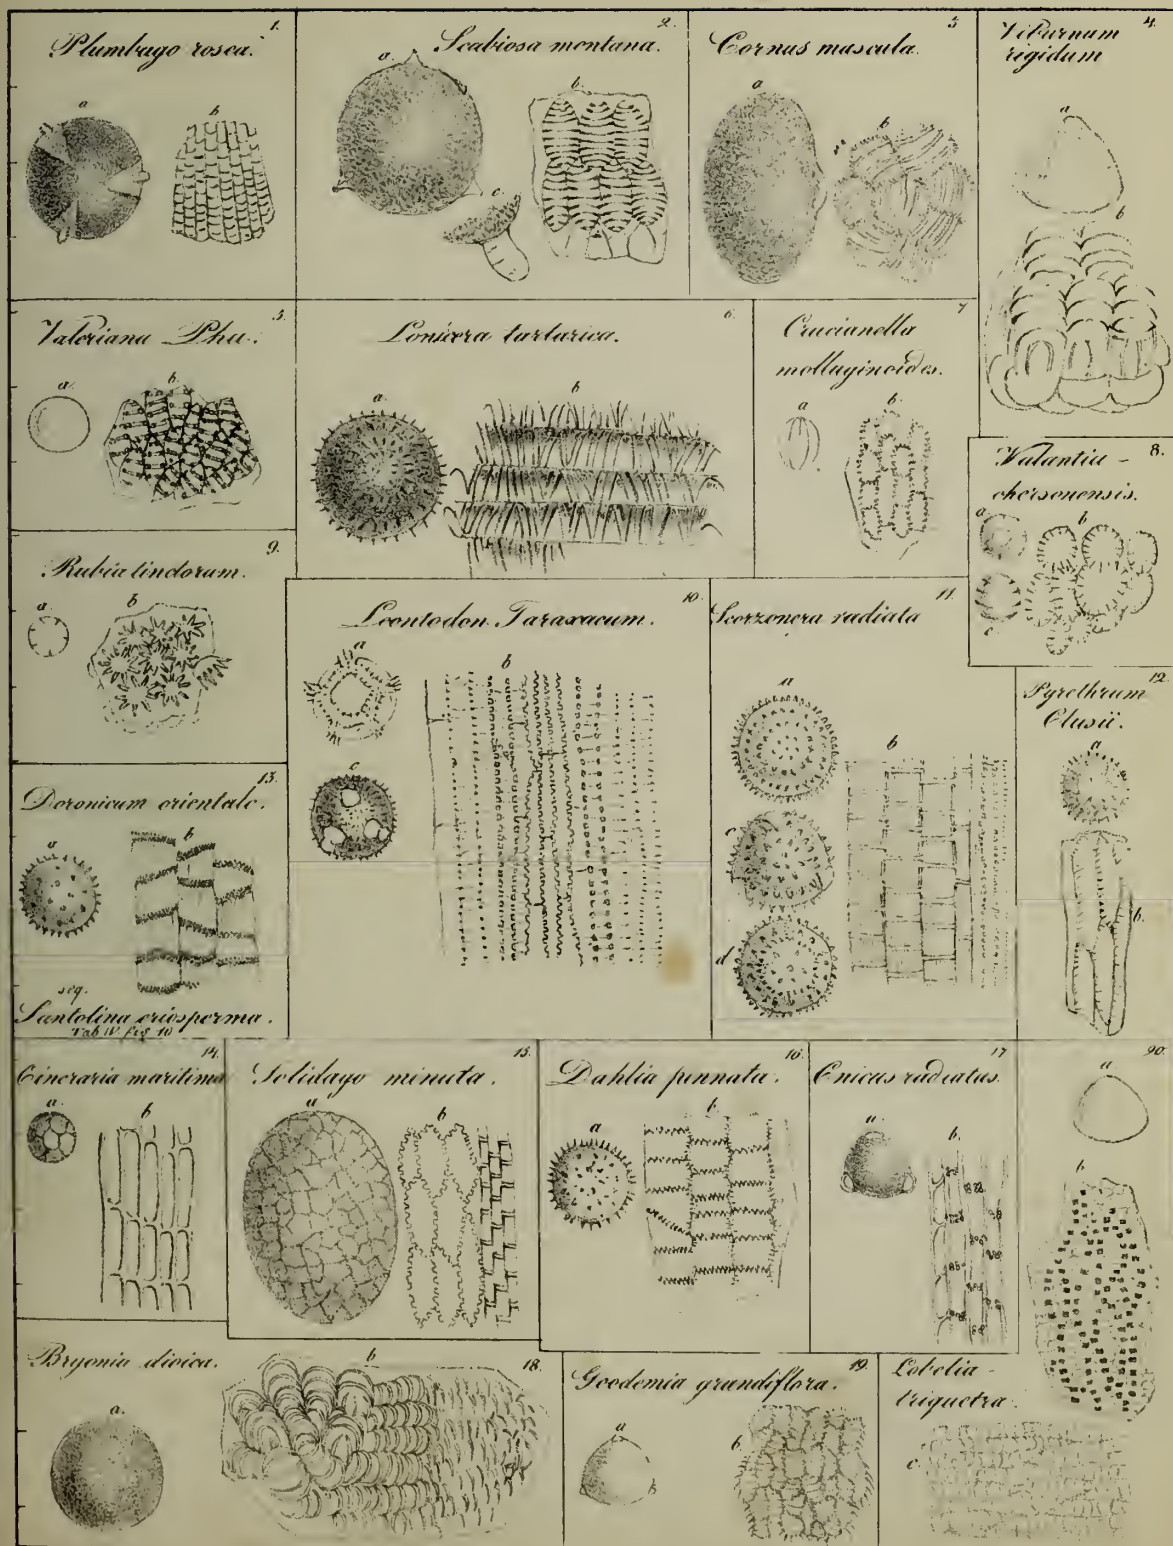 1.
Plumbago rosea.
a
b
2.
Scabiosa montana.
a
b
c
3
Cornus mascula.
a
b
4.
Viburnum
rigidum
a
b
5.
Valeriana Phu.
a
b
6.
Lonicera tartarica.
a
b
7
Crucianella
molluginoides.
a
b
8.
Valantia -
chersonensis.
a
b
c
9.
Rubia tinctorum.
a
b
10.
Leontodon Taraxacum.
a
b
c
11.
Scorzonera radiata
a
b
c
d
12.
Pyrethrum
Clusii.
a
b.
13.
Doronicum orientale.
a
b
seq.
Santolina eriosperma.
Tab IV fig 10
14.
Cineraria maritima
a
b
15.
Solidago minuta.
a
b
16.
Dahlia pinnata.
a
b
17
Cnicus radiatus.
a
b.
20.
a
b
18.
Bryonia dioica.
a.
b
19.
Goodemia grandiflora.
a
b
b.
Lobelia -
triquetra.
c